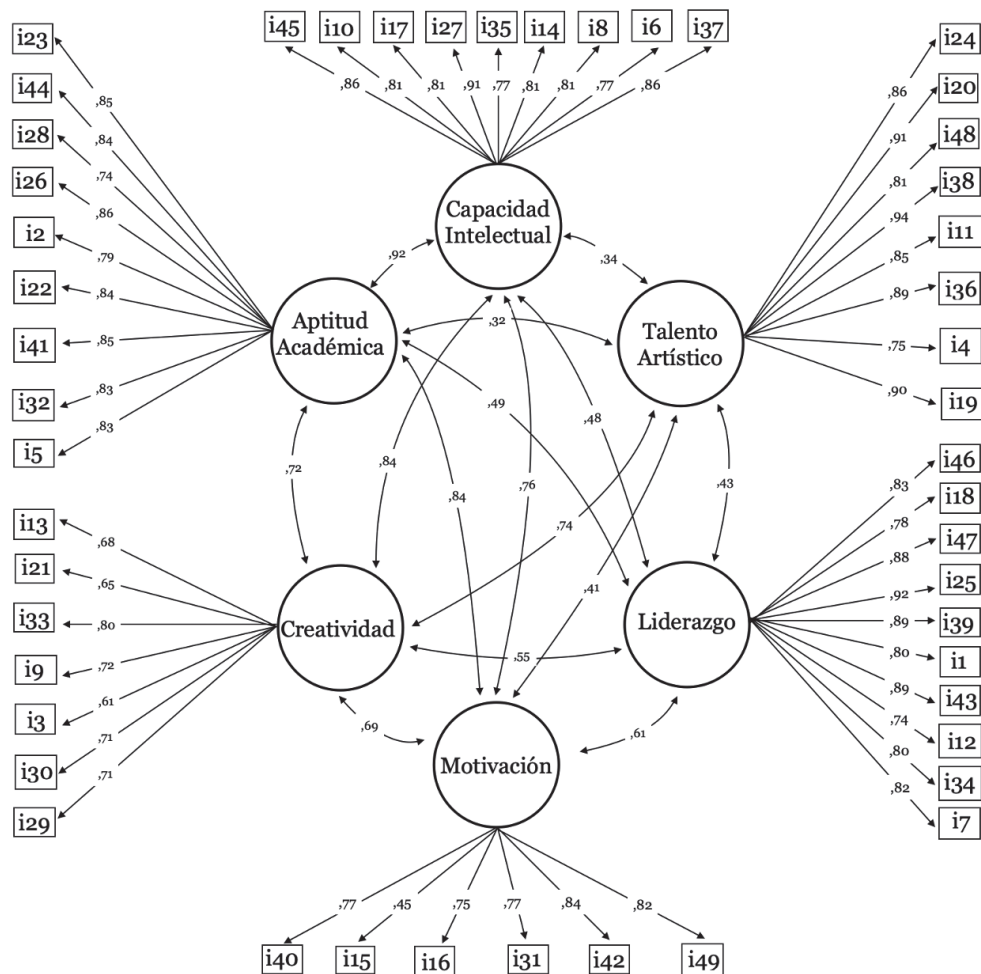 i45 i10 i17 i27 i35 i14 i8 i6 i37
,86 ,81 ,81 ,91 ,77 ,81 ,81 ,77 ,86
i23
i44
i28
i26
i2
i22
i41
i32
i5
,85
,84
,74
,86
,79
,84
,85
,83
,83
Capacidad
Intelectual
,92
,34
Aptitud
Académica
,32
Talento
Artístico
i24
i20
i48
i38
i11
i36
i4
i19
,86
,91
,81
,94
,85
,89
,75
,90
,72
,84
,84
,76
,49
,48
,74
,41
,43
i13
i21
i33
i9
i3
i30
i29
,68
,65
,80
,72
,61
,71
,71
Creatividad
,55
Liderazgo
i46
i18
i47
i25
i39
i1
i43
i12
i34
i7
,83
,78
,88
,92
,89
,80
,89
,74
,80
,82
,69
,61
Motivación
,77 ,45 ,75 ,77 ,84 ,82
i40 i15 i16 i31 i42 i49